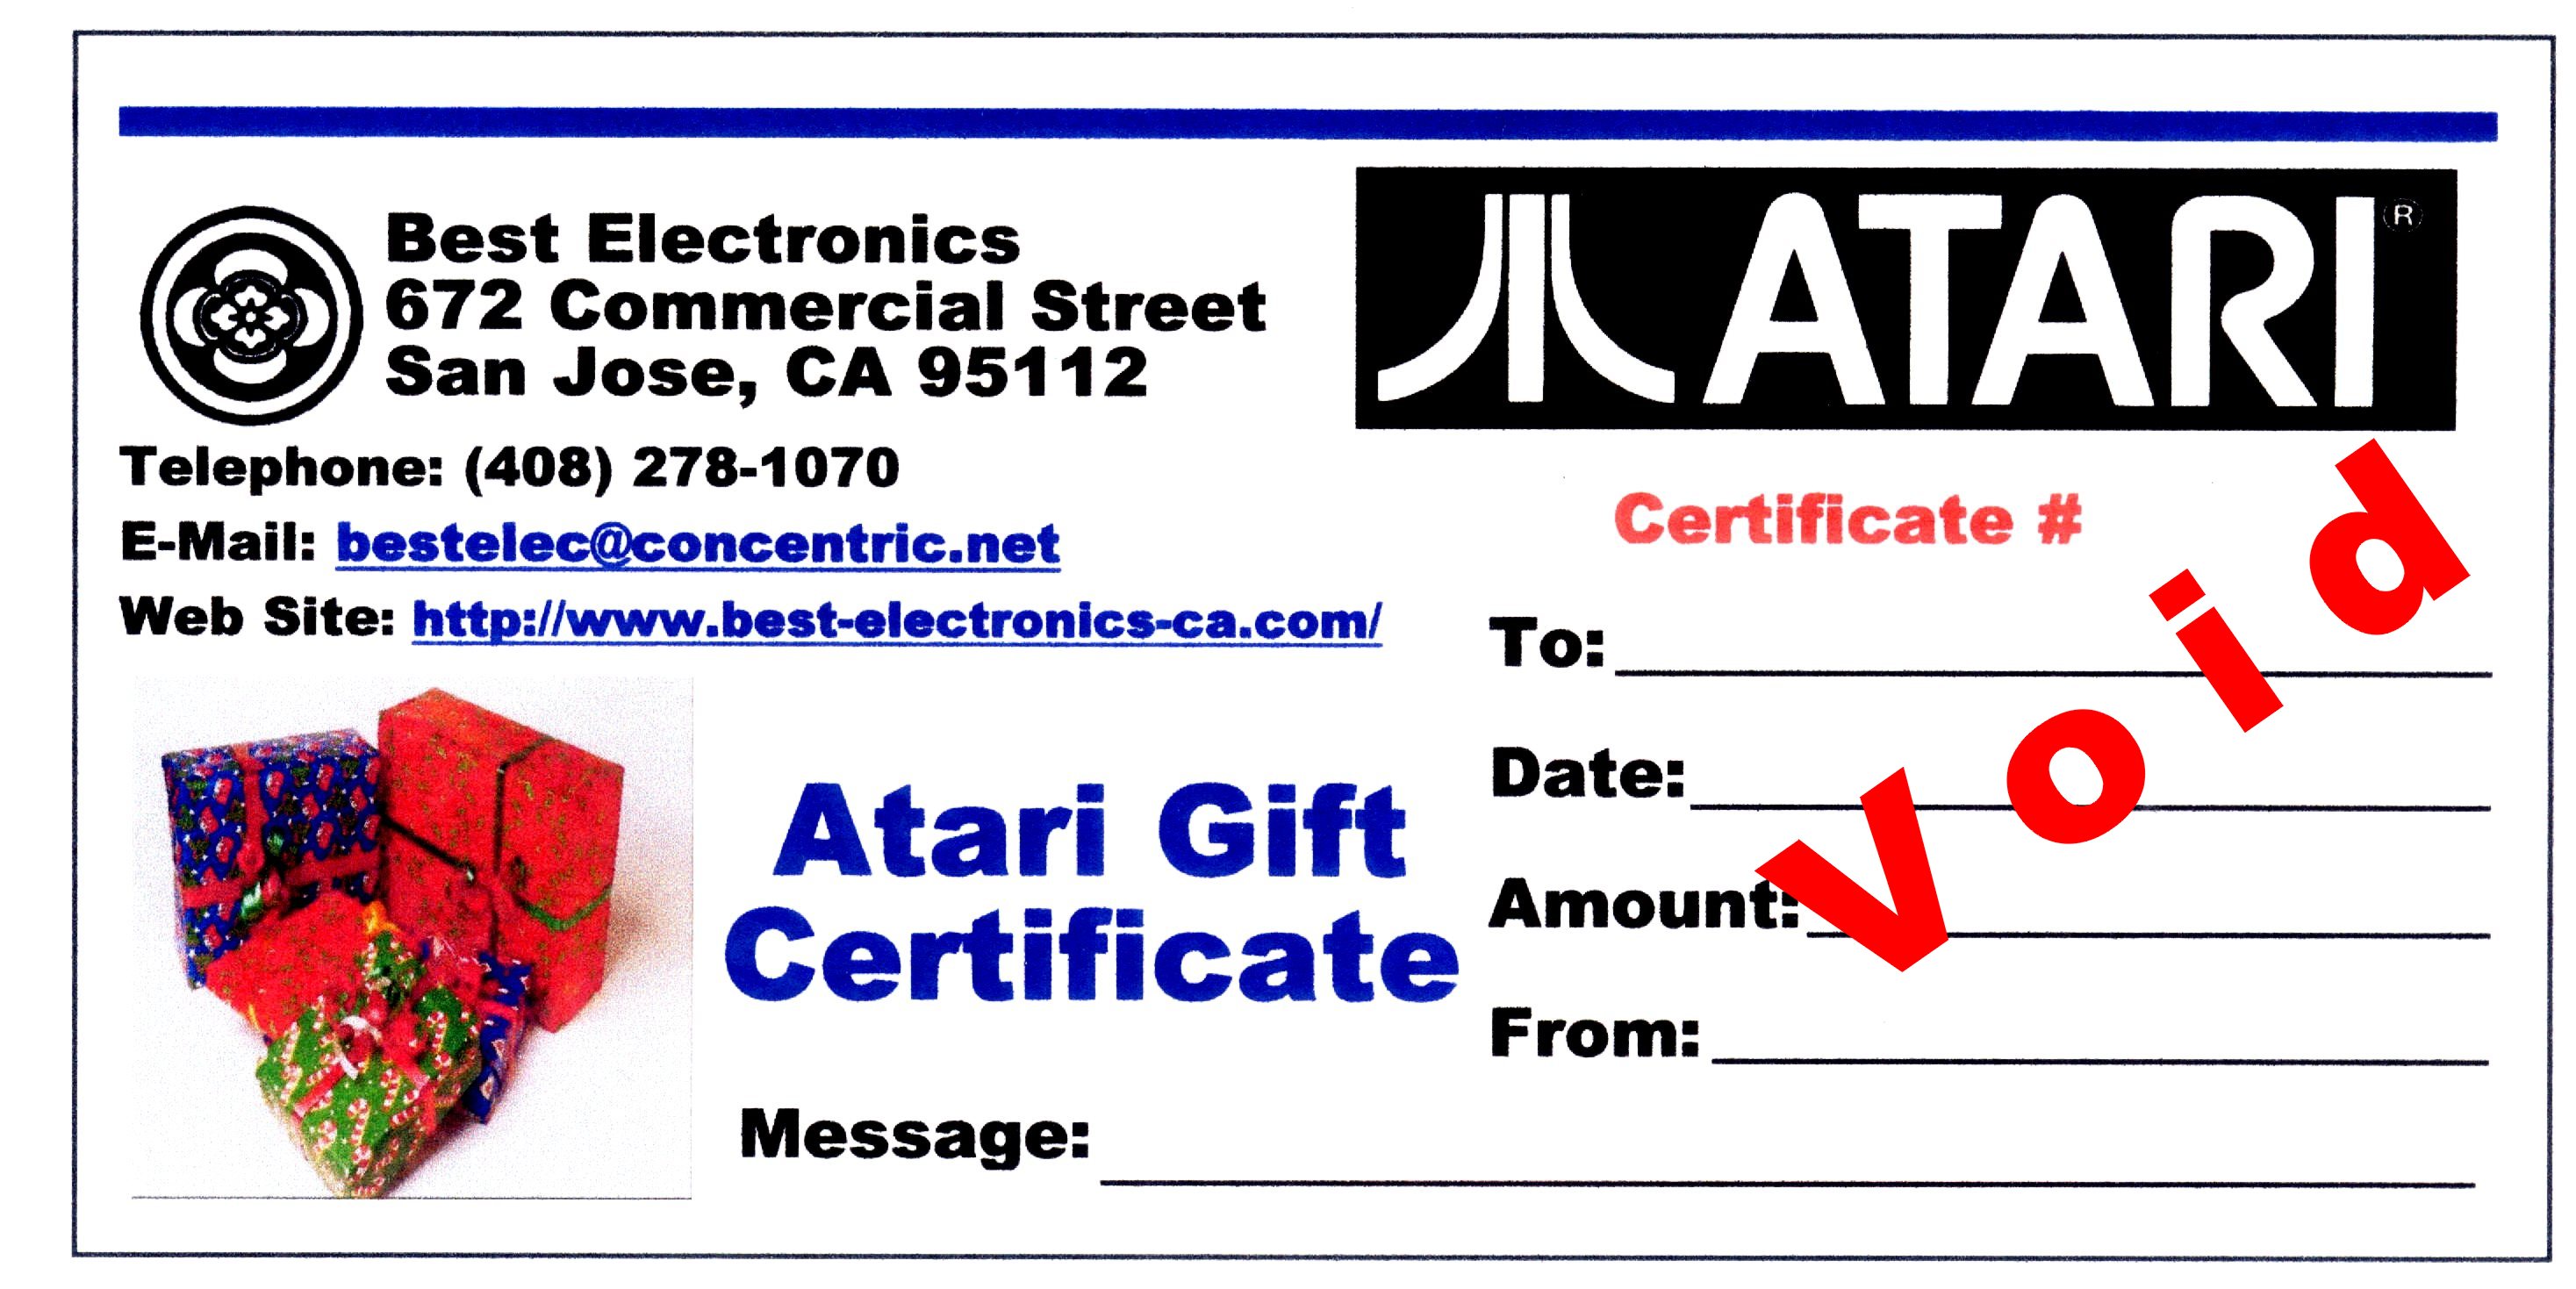 Best Electronics
672 Commercial Street
San Jose, CA 95112
Telephone: (408) 278-1070
E-Mail: bestelec@concentric.net
Web Site: http://www.best-electronics-ca.com/
ATARI ®
Certificate #
To:
Date:
Amount:
From:
Void
Atari Gift
Certificate
Message: